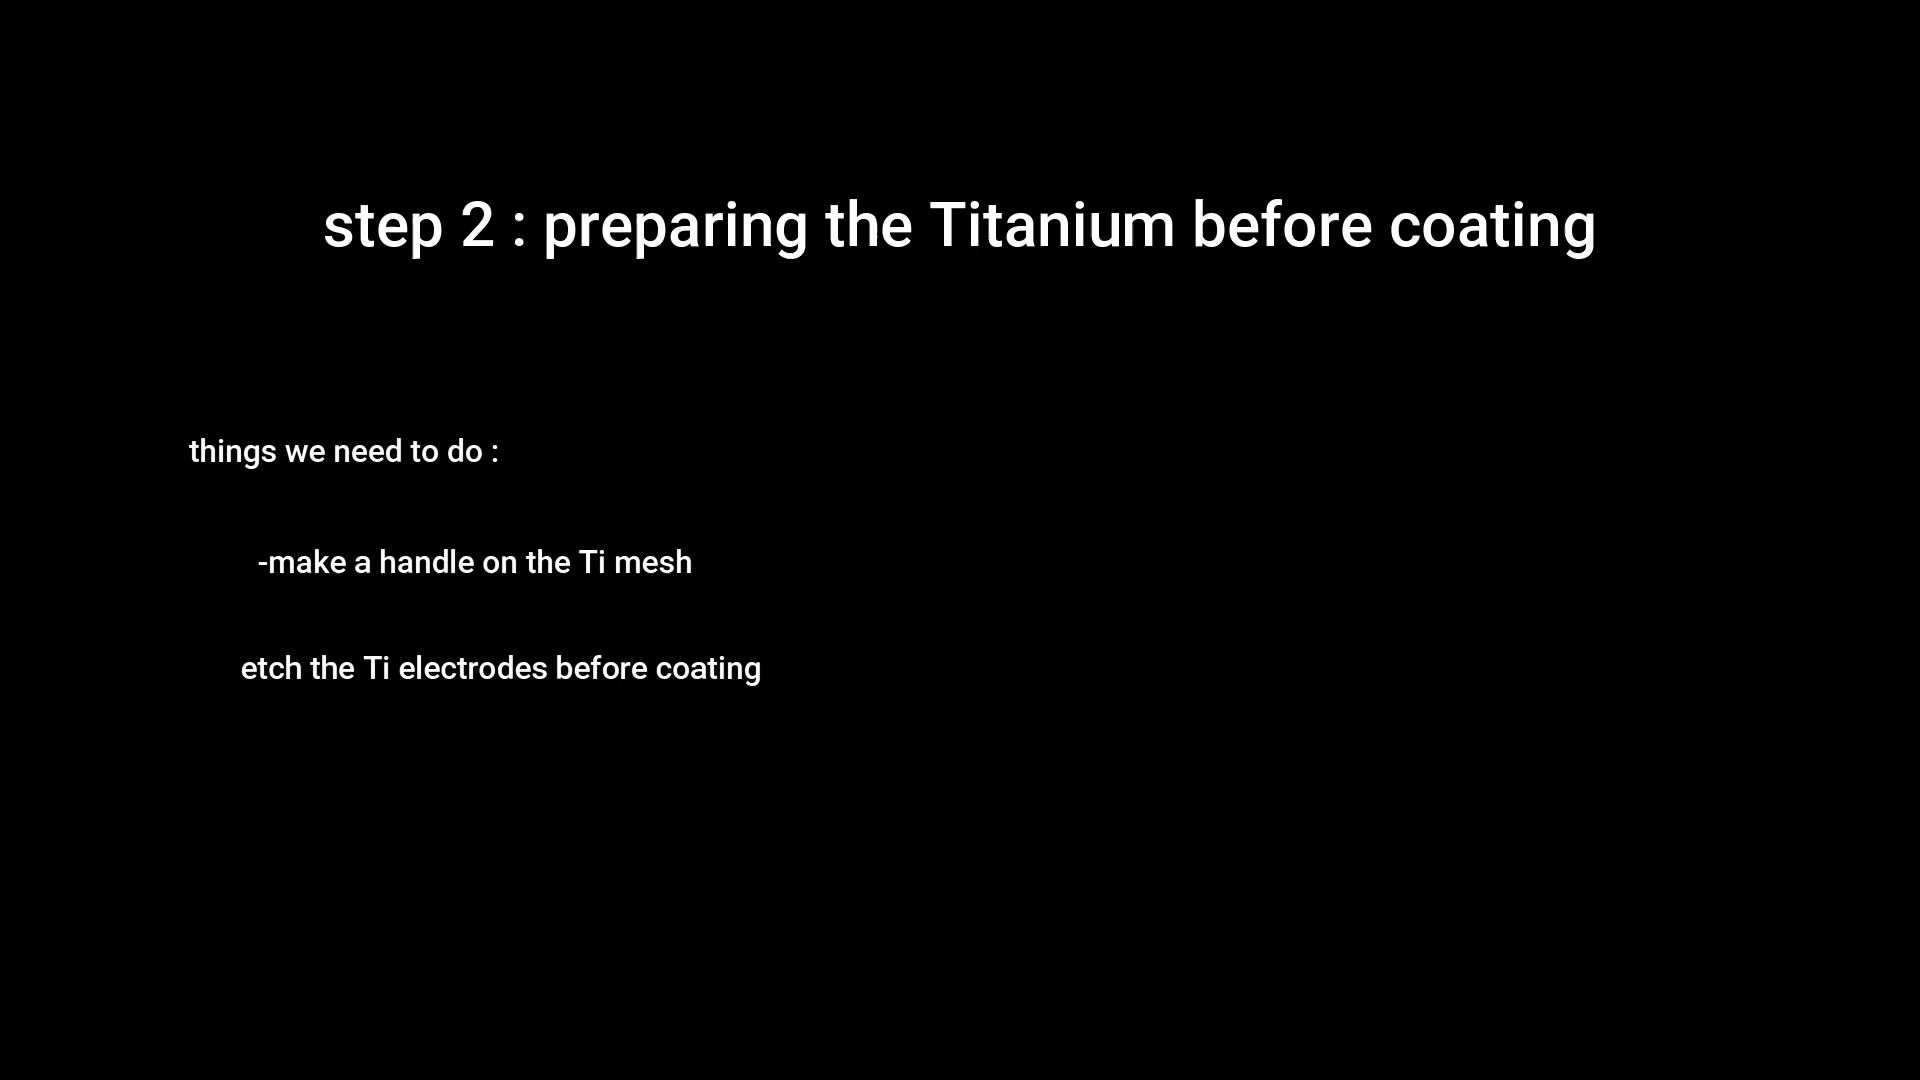 step 2 : preparing the Titanium before coating
things we need to do :
-make a handle on the Ti mesh
etch the Ti electrodes before coating